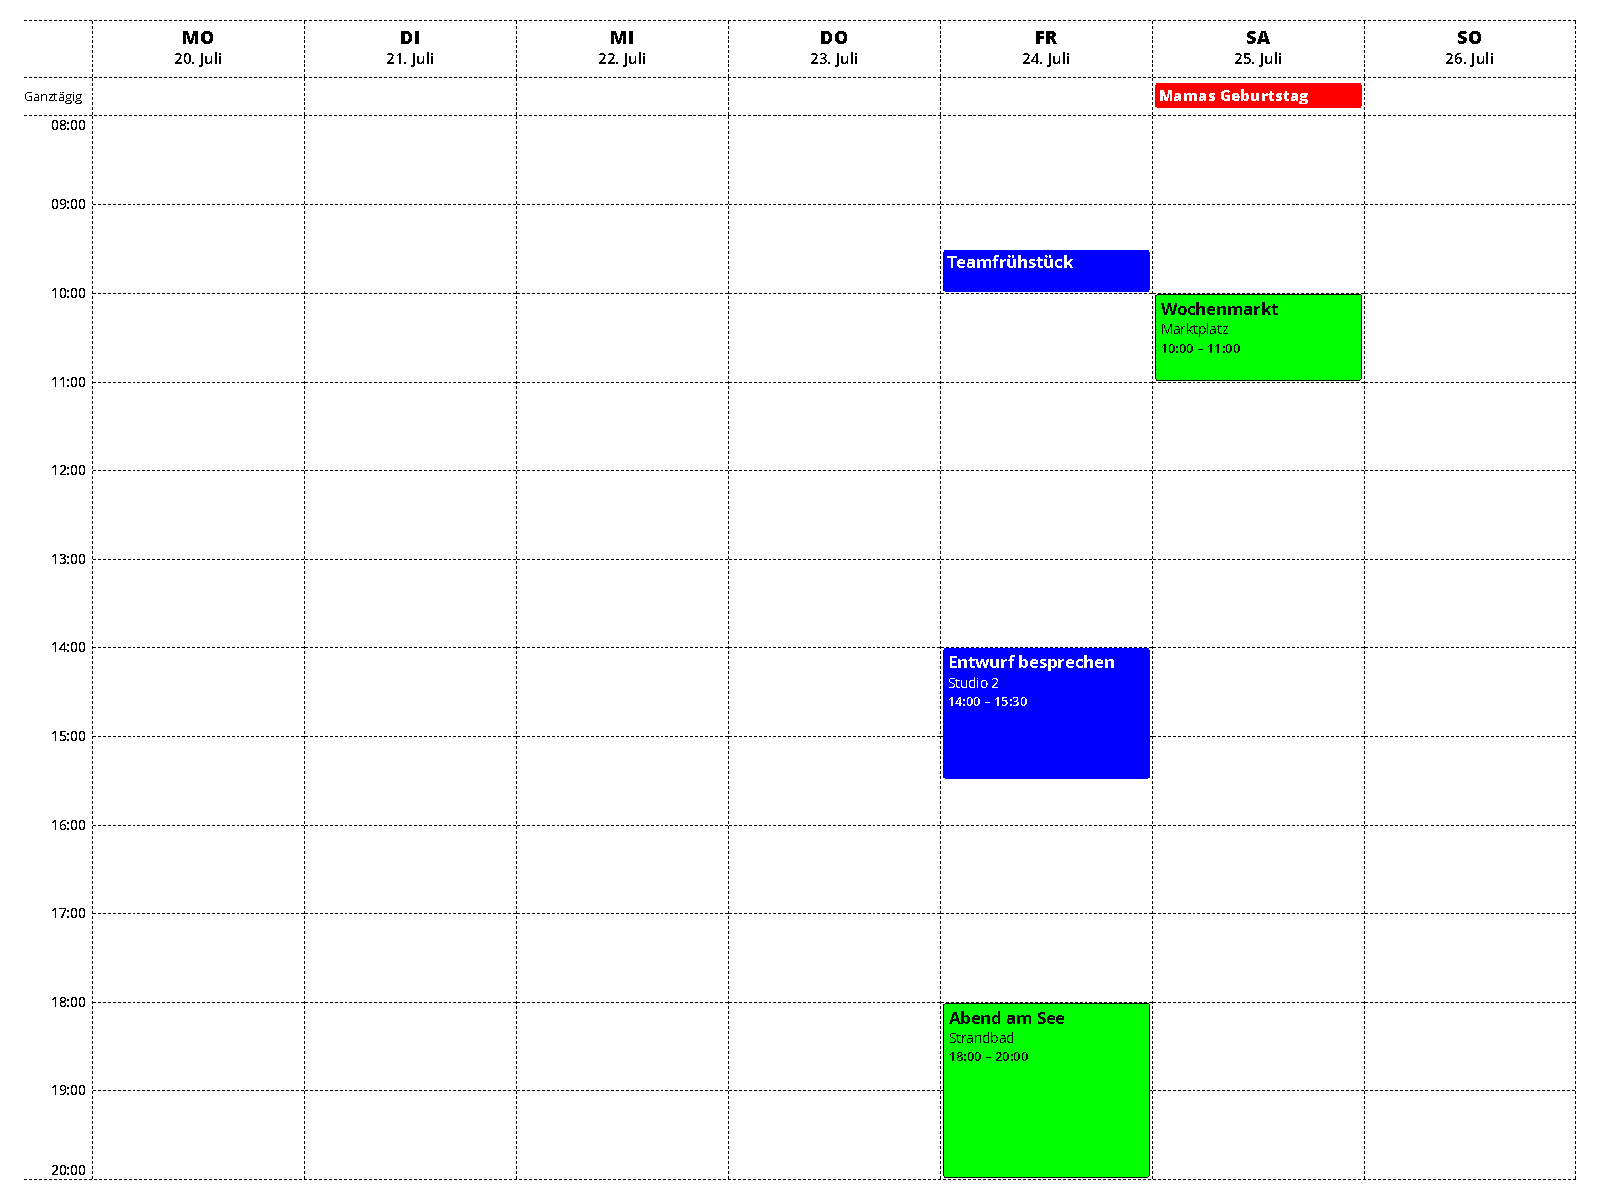 MO
20. Juli
DI
21. Juli
MI
22. Juli
DO
23. Juli
FR
24. Juli
SA
25. Juli
SO
26. Juli
Ganztägig
Mamas Geburtstag
08:00
09:00
Teamfrühstück
10:00
Wochenmarkt
Marktplatz
10:00 – 11:00
11:00
12:00
13:00
14:00
Entwurf besprechen
Studio 2
14:00 – 15:30
15:00
16:00
17:00
18:00
Abend am See
Strandbad
18:00 – 20:00
19:00
20:00